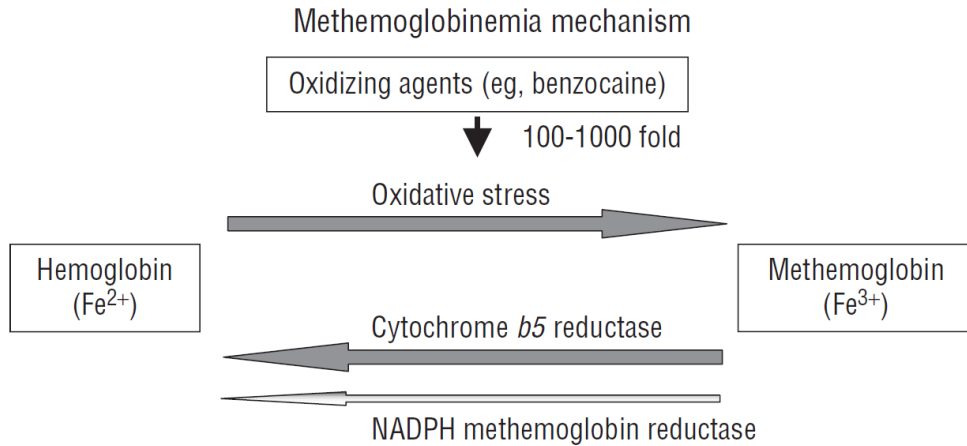 Methemoglobinemia mechanism
Oxidizing agents (eg, benzocaine)
100-1000 fold
Oxidative stress
Hemoglobin
(Fe²⁺)
Methemoglobin
(Fe³⁺)
Cytochrome b5 reductase
NADPH methemoglobin reductase